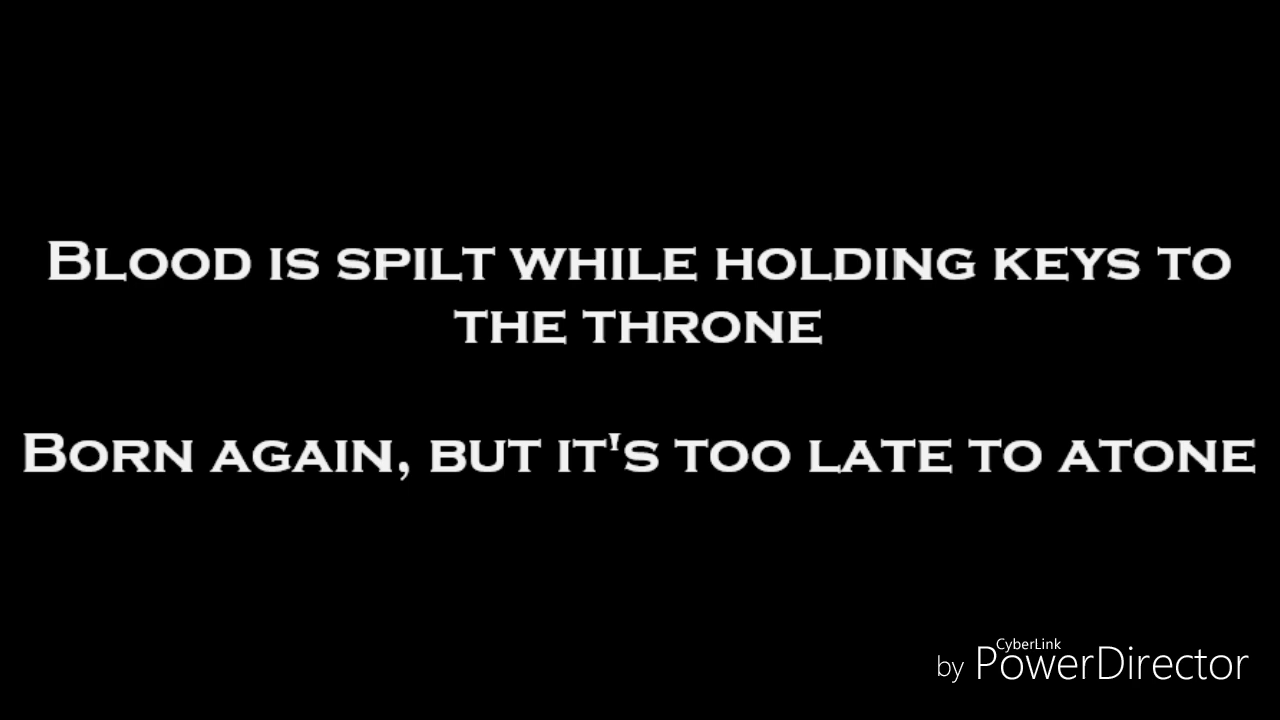 Blood is spilt while holding keys to
the throne
Born again, but it's too late to atone
CyberLink
by PowerDirector